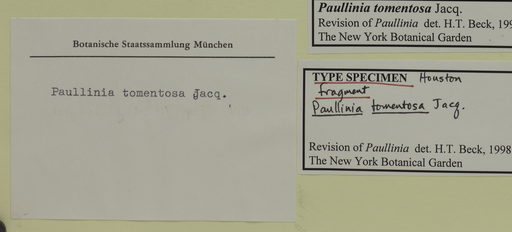 Botanische Staatssammlung München
Paullinia tomentosa Jacq.
Paullinia tomentosa Jacq.
Revision of Paullinia det. H.T. Beck, 199
The New York Botanical Garden
TYPE SPECIMEN Houston
fragment
Paullinia tomentosa Jacq.
Revision of Paullinia det. H.T. Beck, 1998
The New York Botanical Garden